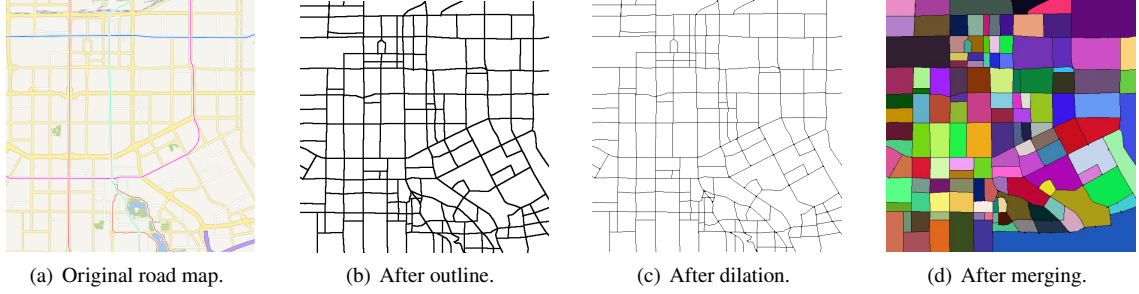 (a) Original road map.
(b) After outline.
(c) After dilation.
(d) After merging.